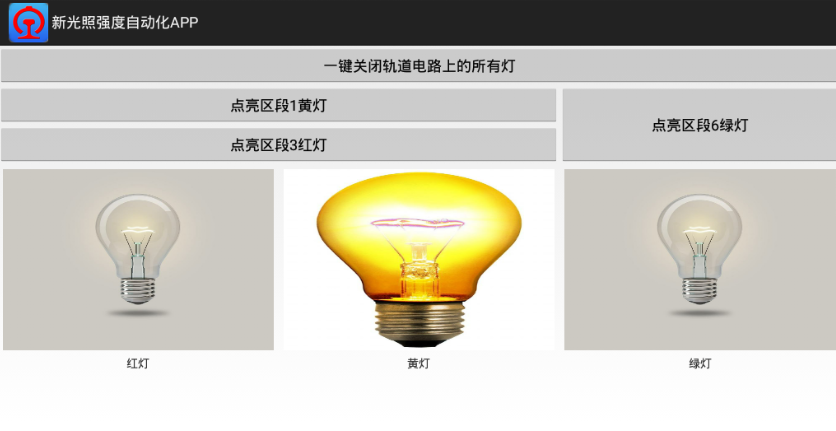 新光照强度自动化APP
一键关闭轨道电路上的所有灯
点亮区段1黄灯
点亮区段3红灯
点亮区段6绿灯
红灯
黄灯
绿灯